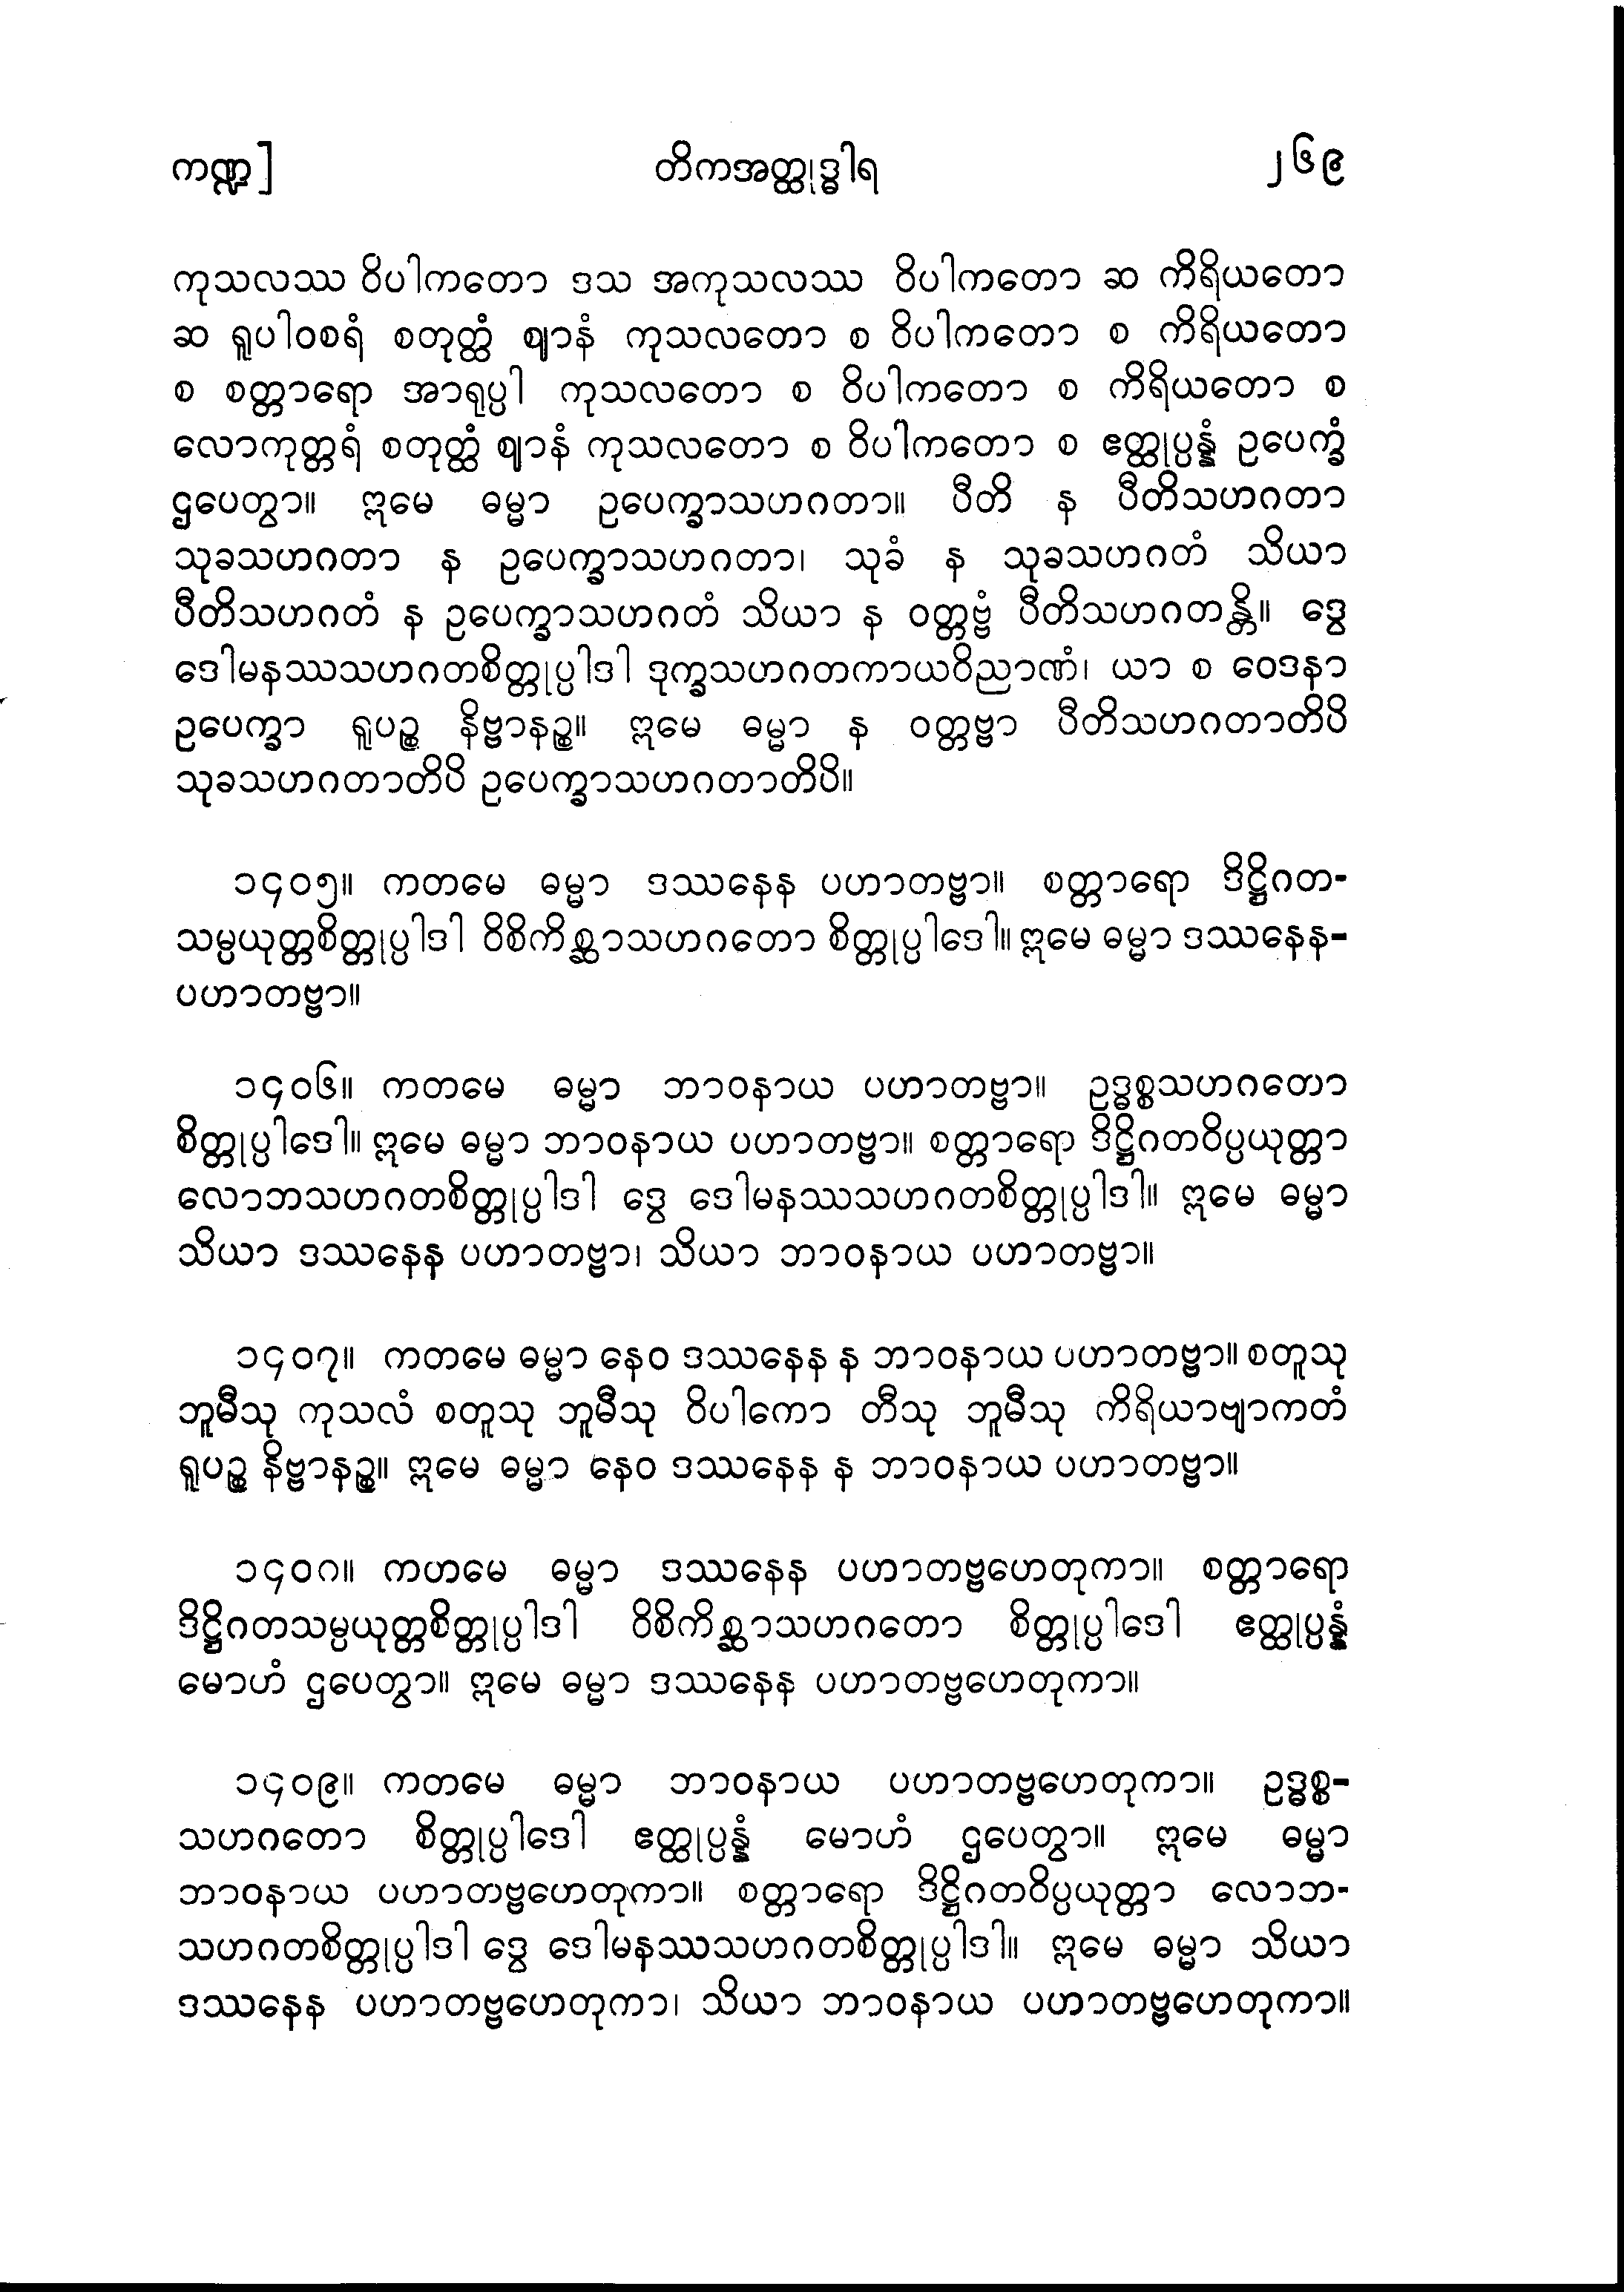 ကဏ္ဍ] တိကအတ္ထုဒ္ဓါရ ၂၆၉
ကုသလဿ ဝိပါကတော ဒသ အကုသလဿ ဝိပါကတော ဆ ကိရိယတော
ဆ ရူပါဝစရံ စတုတ္ထံ ဈာနံ ကုသလတော စ ဝိပါကတော စ ကိရိယတော
စ စတ္တာရော အာရုပ္ပါ ကုသလတော စ ဝိပါကတော စ ကိရိယတော စ
လောကုတ္တရံ စတုတ္ထံ ဈာနံ ကုသလတော စ ဝိပါကတော စ ဧတ္ထုပ္ပန္နံ ဥပေက္ခံ
ဌပေတွာ။ ဣမေ ဓမ္မာ ဥပေက္ခာသဟဂတာ။ ပီတိ န ပီတိသဟဂတာ
သုခသဟဂတာ န ဥပေက္ခာသဟဂတာ၊ သုခံ န သုခသဟဂတံ သိယာ
ပီတိသဟဂတံ န ဥပေက္ခာသဟဂတံ သိယာ န ဝတ္တဗ္ဗံ ပီတိသဟဂတန္တိ။ ဒွေ
ဒေါမနဿသဟဂတစိတ္တုပ္ပါဒါ ဒုက္ခသဟဂတကာယဝိညာဏံ၊ ယာ စ ဝေဒနာ
ဥပေက္ခာ ရူပဉ္စ နိဗ္ဗာနဉ္စ။ ဣမေ ဓမ္မာ န ဝတ္တဗ္ဗာ ပီတိသဟဂတာတိပိ
သုခသဟဂတာတိပိ ဥပေက္ခာသဟဂတာတိပိ။
၁၄၀၅။ ကတမေ ဓမ္မာ ဒဿနေန ပဟာတဗ္ဗာ။ စတ္တာရော ဒိဋ္ဌိဂတ-
သမ္ပယုတ္တစိတ္တုပ္ပါဒါ ဝိစိကိစ္ဆာသဟဂတော စိတ္တုပ္ပါဒေါ။ ဣမေ ဓမ္မာ ဒဿနေန-
ပဟာတဗ္ဗာ။
၁၄၀၆။ ကတမေ ဓမ္မာ ဘာဝနာယ ပဟာတဗ္ဗာ။ ဥဒ္ဓစ္စသဟဂတော
စိတ္တုပ္ပါဒေါ။ ဣမေ ဓမ္မာ ဘာဝနာယ ပဟာတဗ္ဗာ။ စတ္တာရော ဒိဋ္ဌိဂတဝိပ္ပယုတ္တာ
လောဘသဟဂတစိတ္တုပ္ပါဒါ ဒွေ ဒေါမနဿသဟဂတစိတ္တုပ္ပါဒါ။ ဣမေ ဓမ္မာ
သိယာ ဒဿနေန ပဟာတဗ္ဗာ၊ သိယာ ဘာဝနာယ ပဟာတဗ္ဗာ။
၁၄၀၇။ ကတမေ ဓမ္မာ နေဝ ဒဿနေန န ဘာဝနာယ ပဟာတဗ္ဗာ။ စတူသု
ဘူမီသု ကုသလံ စတူသု ဘူမီသု ဝိပါကော တီသု ဘူမီသု ကိရိယာဗျာကတံ
ရူပဉ္စ နိဗ္ဗာနဉ္စ။ ဣမေ ဓမ္မာ နေဝ ဒဿနေန န ဘာဝနာယ ပဟာတဗ္ဗာ။
၁၄၀ဂ။ ကဟမေ ဓမ္မာ ဒဿနေန ပဟာတဗ္ဗဟေတုကာ။ စတ္တာရော
ဒိဋ္ဌိဂတသမ္ပယုတ္တစိတ္တုပ္ပါဒါ ဝိစိကိစ္ဆာသဟဂတော စိတ္တုပ္ပါဒေါ ဧတ္ထုပ္ပန္နံ
မောဟံ ဌပေတွာ။ ဣမေ ဓမ္မာ ဒဿနေန ပဟာတဗ္ဗဟေတုကာ။
၁၄၀၉။ ကတမေ ဓမ္မာ ဘာဝနာယ ပဟာတဗ္ဗဟေတုကာ။ ဥဒ္ဓစ္စ-
သဟဂတော စိတ္တုပ္ပါဒေါ ဧတ္ထုပ္ပန္နံ မောဟံ ဌပေတွာ။ ဣမေ ဓမ္မာ
ဘာဝနာယ ပဟာတဗ္ဗဟေတုကာ။ စတ္တာရော ဒိဋ္ဌိဂတဝိပ္ပယုတ္တာ လောဘ-
သဟဂတစိတ္တုပ္ပါဒါ ဒွေ ဒေါမနဿသဟဂတစိတ္တုပ္ပါဒါ။ ဣမေ ဓမ္မာ သိယာ
ဒဿနေန ပဟာတဗ္ဗဟေတုကာ၊ သိယာ ဘာဝနာယ ပဟာတဗ္ဗဟေတုကာ။